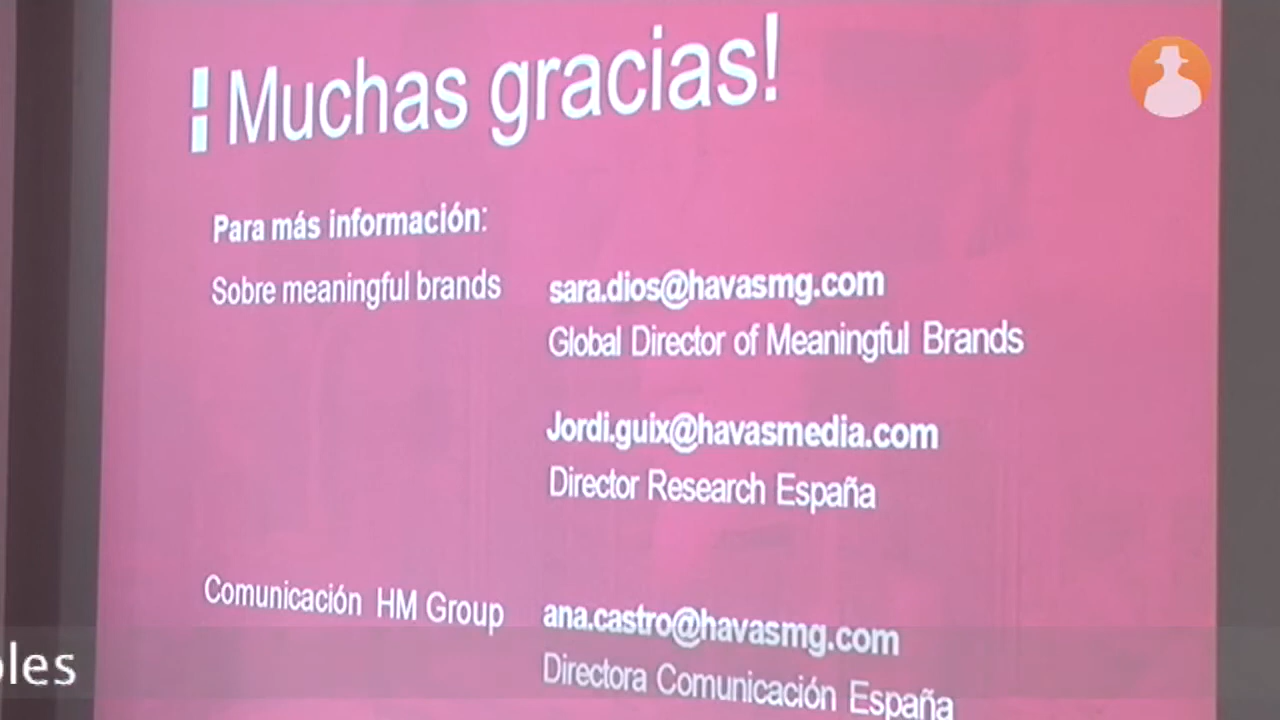 ¡Muchas gracias!
Para más información:
Sobre meaningful brands
sara.dios@havasmg.com
Global Director of Meaningful Brands
Jordi.guix@havasmedia.com
Director Research España
Comunicación HM Group
ana.castro@havasmg.com
Directora Comunicación España